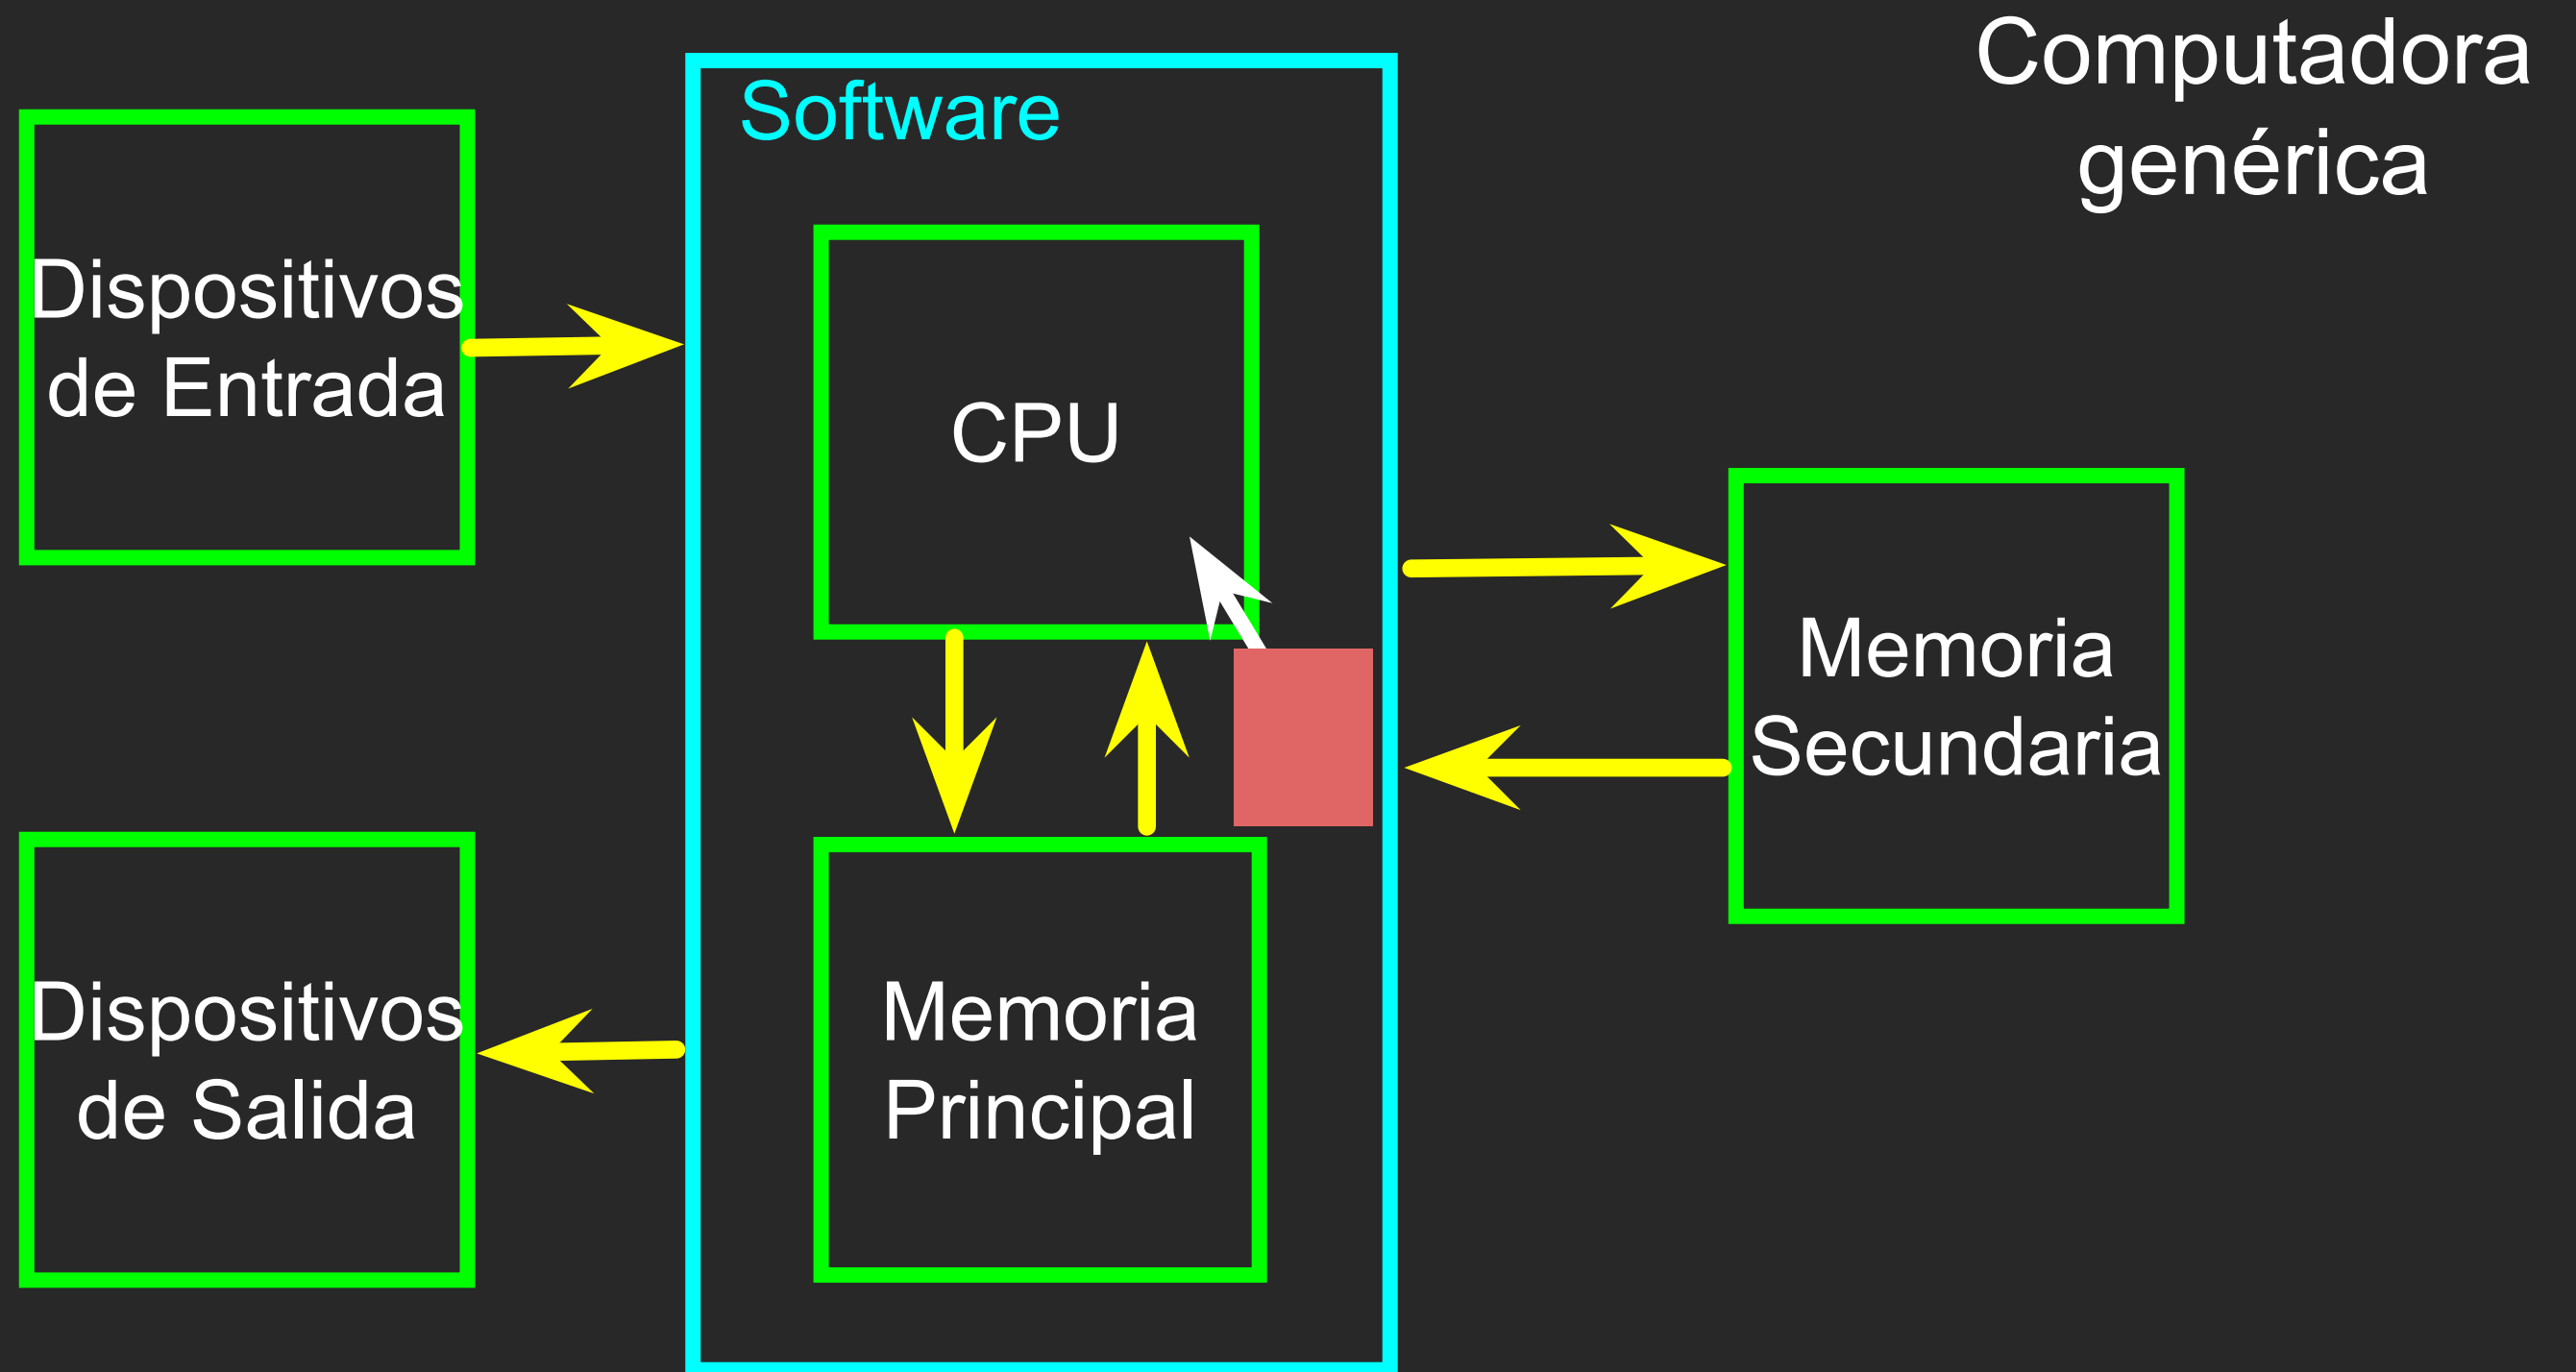 Computadora
genérica
Software
Dispositivos
de Entrada
CPU
Memoria
Secundaria
Dispositivos
de Salida
Memoria
Principal